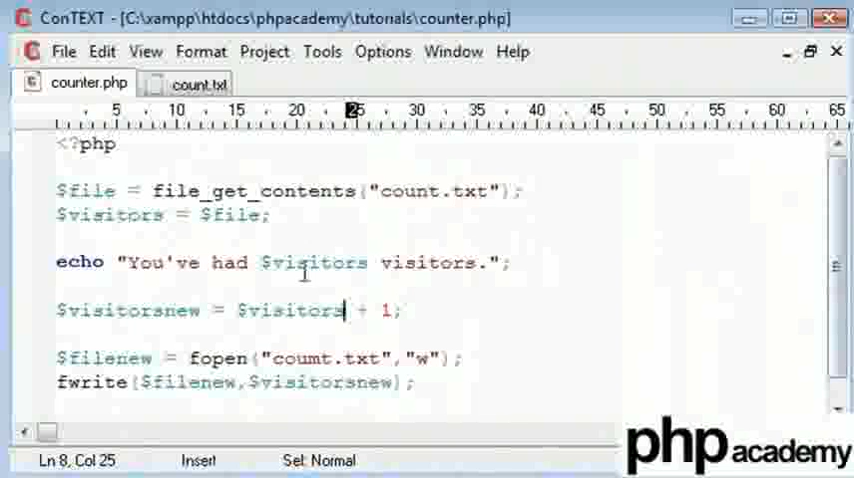 ConTEXT - [C:\xampp\htdocs\phpacademy\tutorials\counter.php]
File Edit View Format Project Tools Options Window Help
counter.php count.txt
5 10 15 20 25 30 35 40 45 50 55 60 65
<?php
$file = file_get_contents("count.txt");
$visitors = $file;
echo "You've had $visitors visitors.";
$visitorsnew = $visitors + 1;
$filenew = fopen("coumt.txt","w");
fwrite($filenew,$visitorsnew);
Ln 8, Col 25 Insert Sel: Normal
php academy